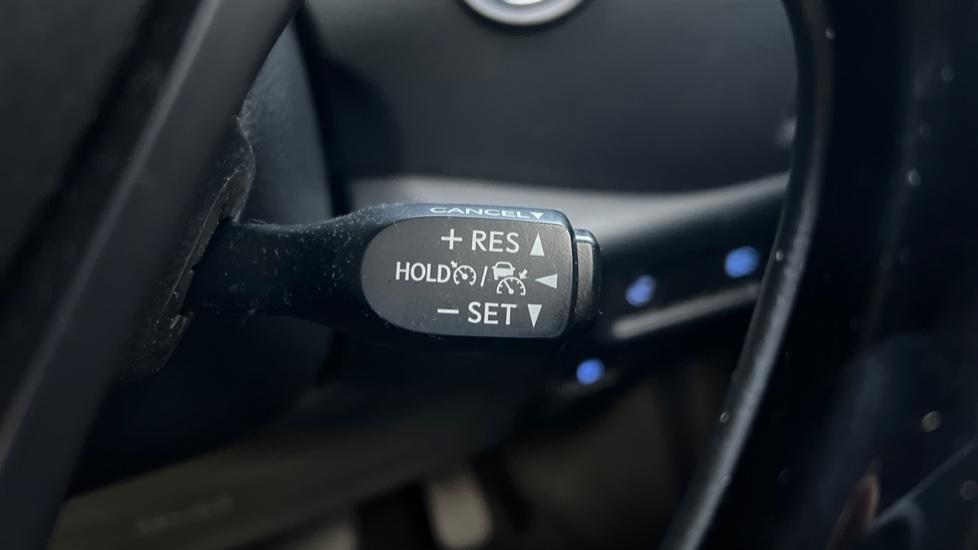 CANCEL▼
+ RES ▲
HOLD / ◀
− SET ▼